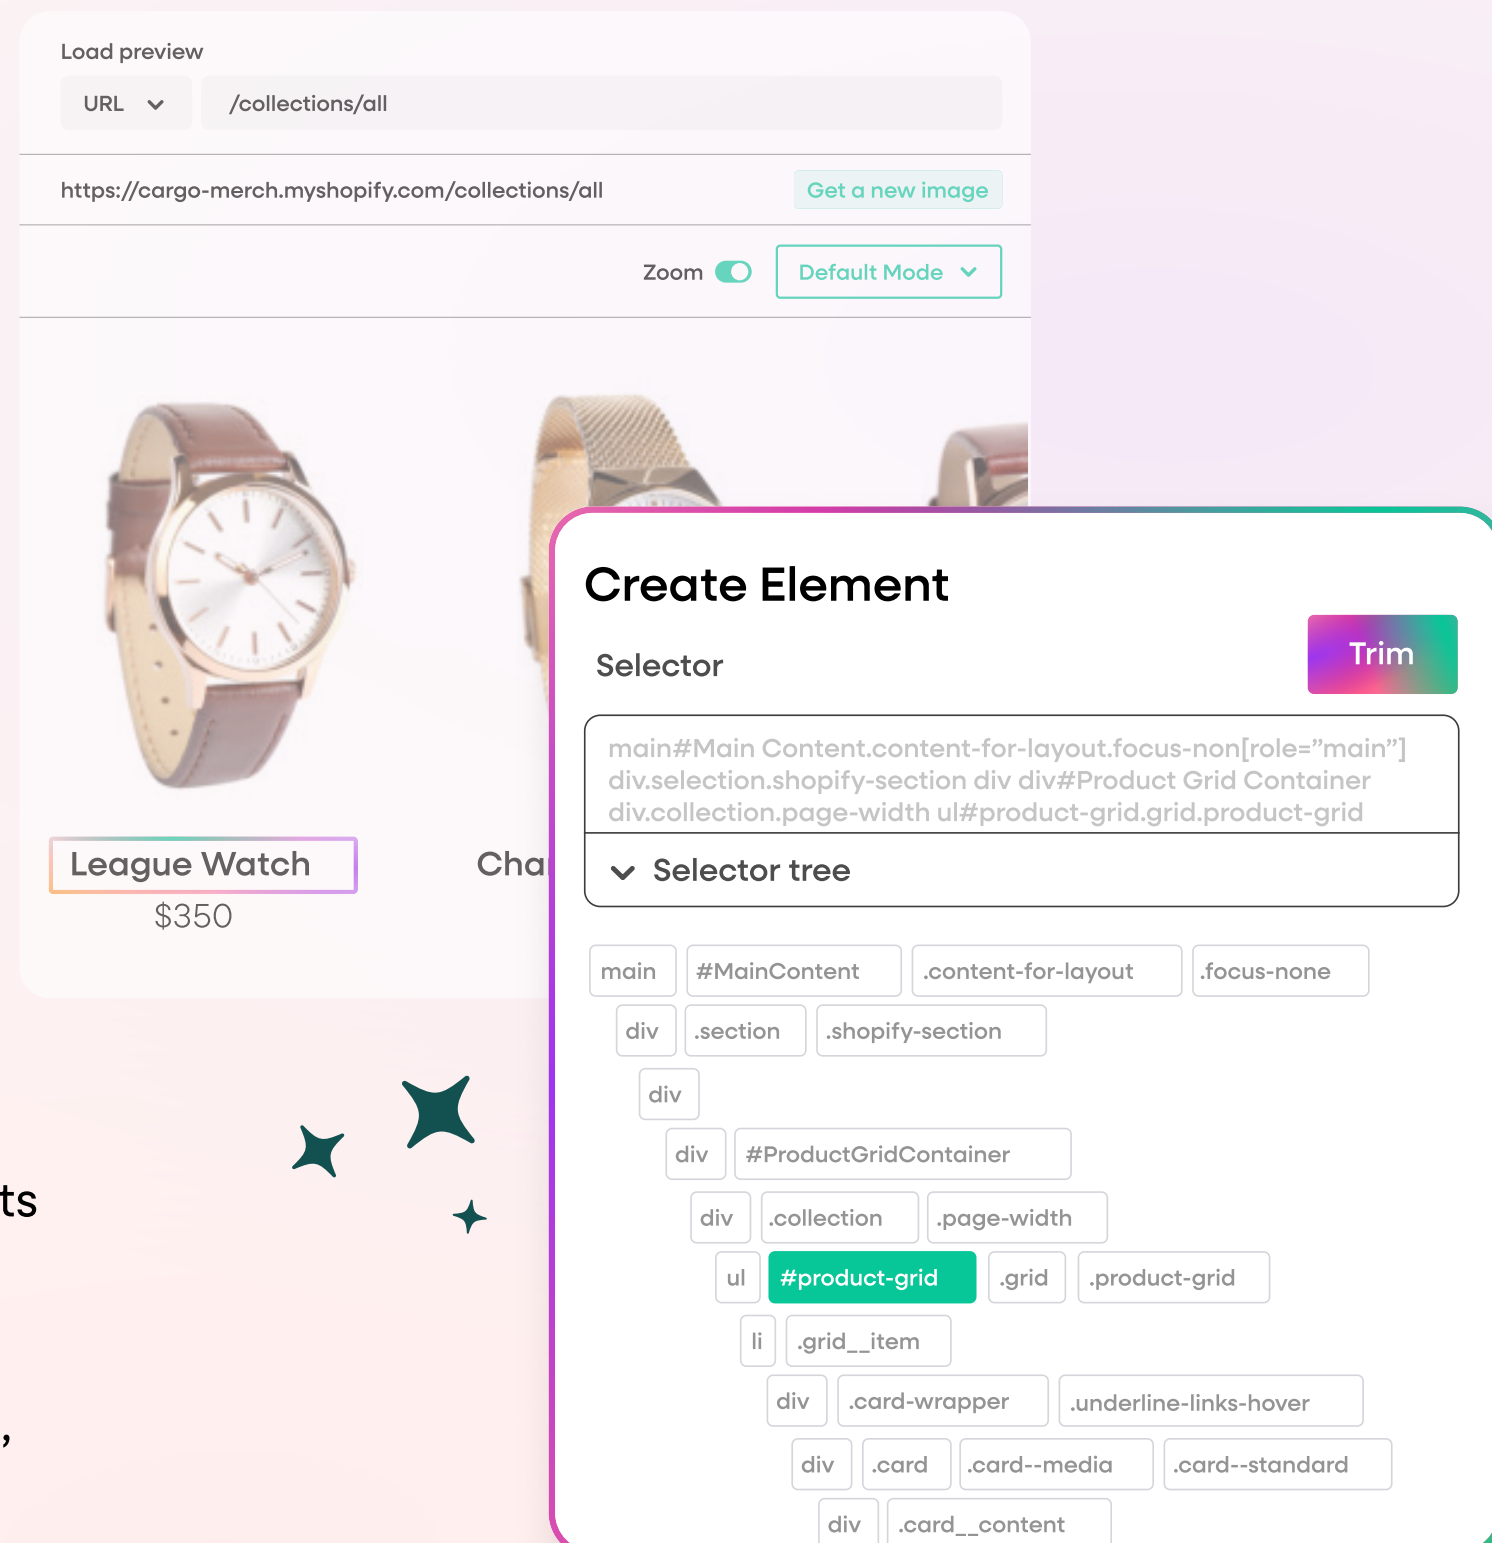 Load preview
URL
/collections/all
https://cargo-merch.myshopify.com/collections/all
Get a new image
Zoom
Default Mode
League Watch
$350
Create Element
Selector
Trim
main#Main Content.content-for-layout.focus-non[role=”main”]
div.selection.shopify-section div div#Product Grid Container
div.collection.page-width ul#product-grid.grid.product-grid
Selector tree
main #MainContent .content-for-layout .focus-none
div .section .shopify-section
div
div #ProductGridContainer
div .collection .page-width
ul #product-grid .grid .product-grid
li .grid__item
div .card-wrapper .underline-links-hover
div .card .card--media .card--standard
div .card__content